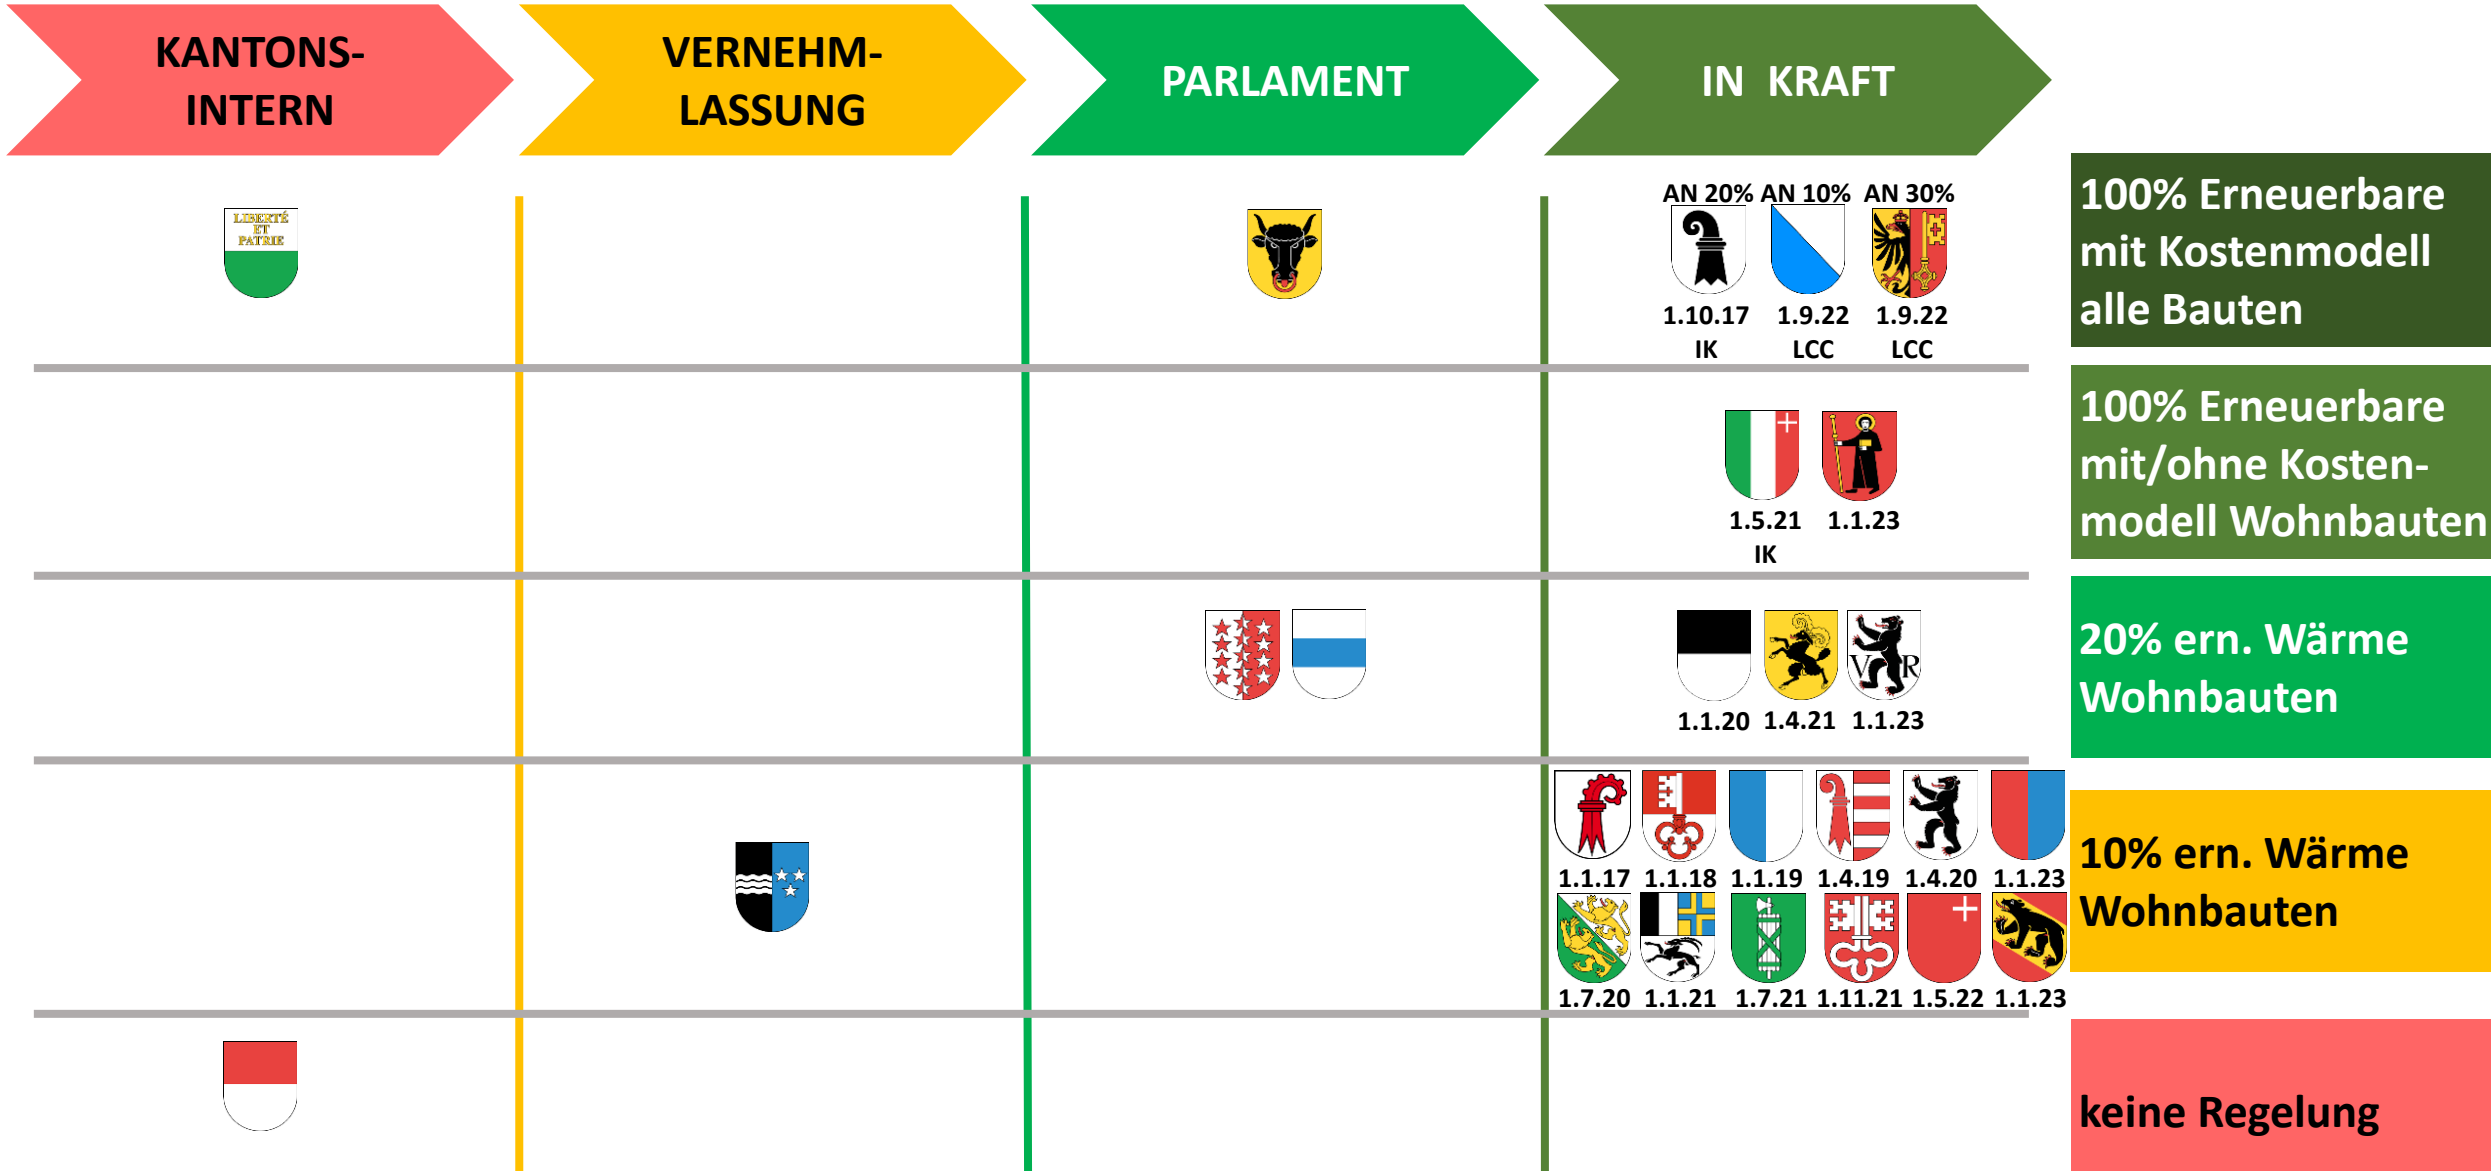 KANTONS-
INTERN
VERNEHM-
LASSUNG
PARLAMENT
IN KRAFT
LIBERTÉ
ET
PATRIE
AN 20% AN 10% AN 30%
1.10.17 1.9.22 1.9.22
IK LCC LCC
100% Erneuerbare
mit Kostenmodell
alle Bauten
1.5.21 1.1.23
IK
100% Erneuerbare
mit/ohne Kosten-
modell Wohnbauten
V R
1.1.20 1.4.21 1.1.23
20% ern. Wärme
Wohnbauten
1.1.17 1.1.18 1.1.19 1.4.19 1.4.20 1.1.23
1.7.20 1.1.21 1.7.21 1.11.21 1.5.22 1.1.23
10% ern. Wärme
Wohnbauten
keine Regelung